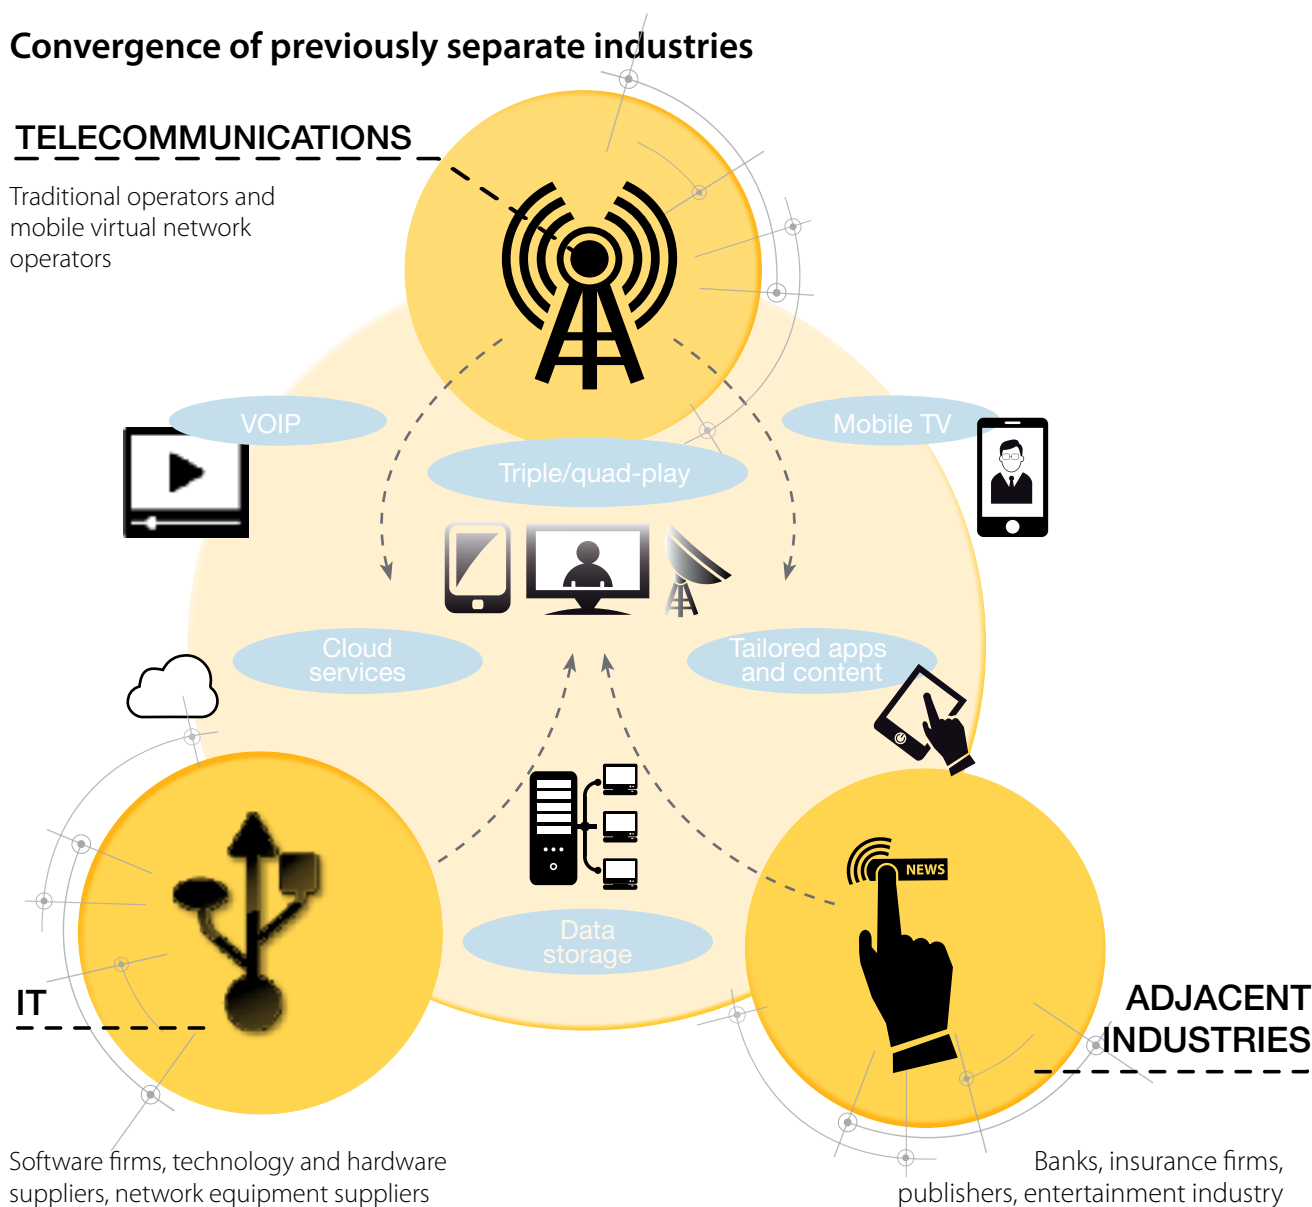 Convergence of previously separate industries
TELECOMMUNICATIONS
Traditional operators and
mobile virtual network
operators
VOIP
Mobile TV
Triple/quad-play
Cloud
services
Tailored apps
and content
NEWS
Data
storage
IT
ADJACENT
INDUSTRIES
Software firms, technology and hardware
suppliers, network equipment suppliers
Banks, insurance firms,
publishers, entertainment industry